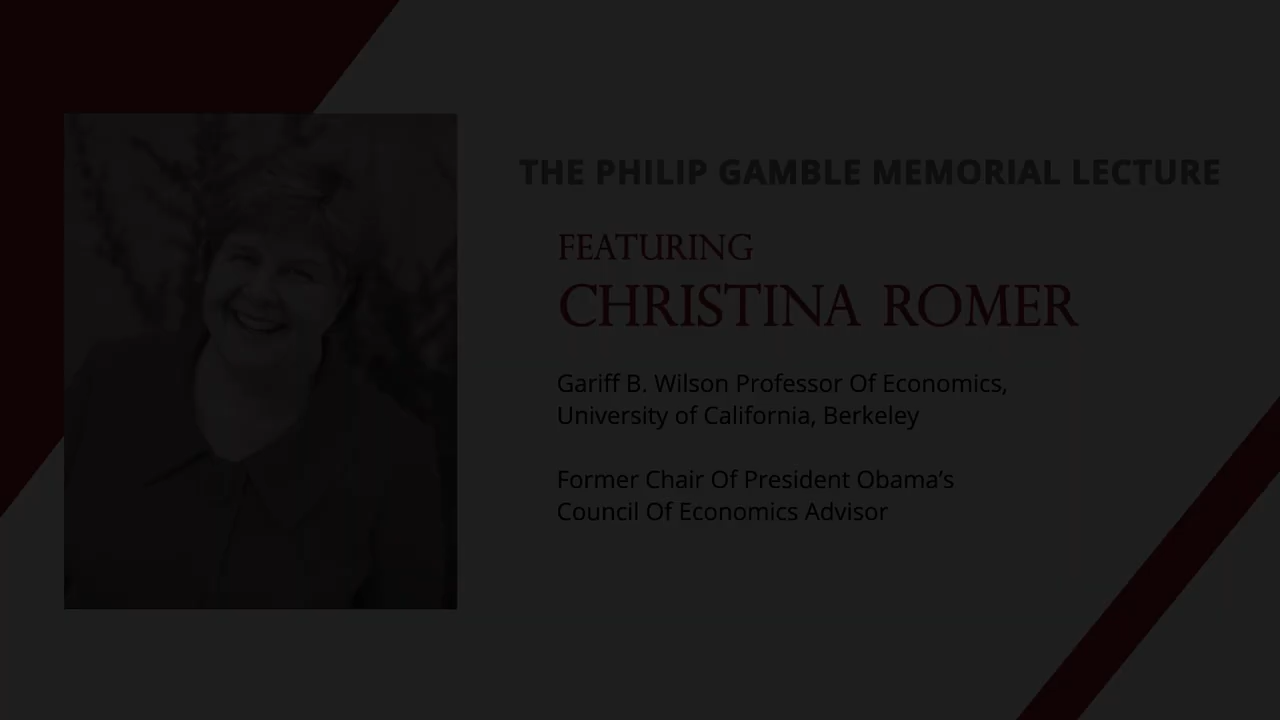 THE PHILIP GAMBLE MEMORIAL LECTURE
FEATURING
CHRISTINA ROMER
Gariff B. Wilson Professor Of Economics,
University of California, Berkeley
Former Chair Of President Obama's
Council Of Economics Advisor